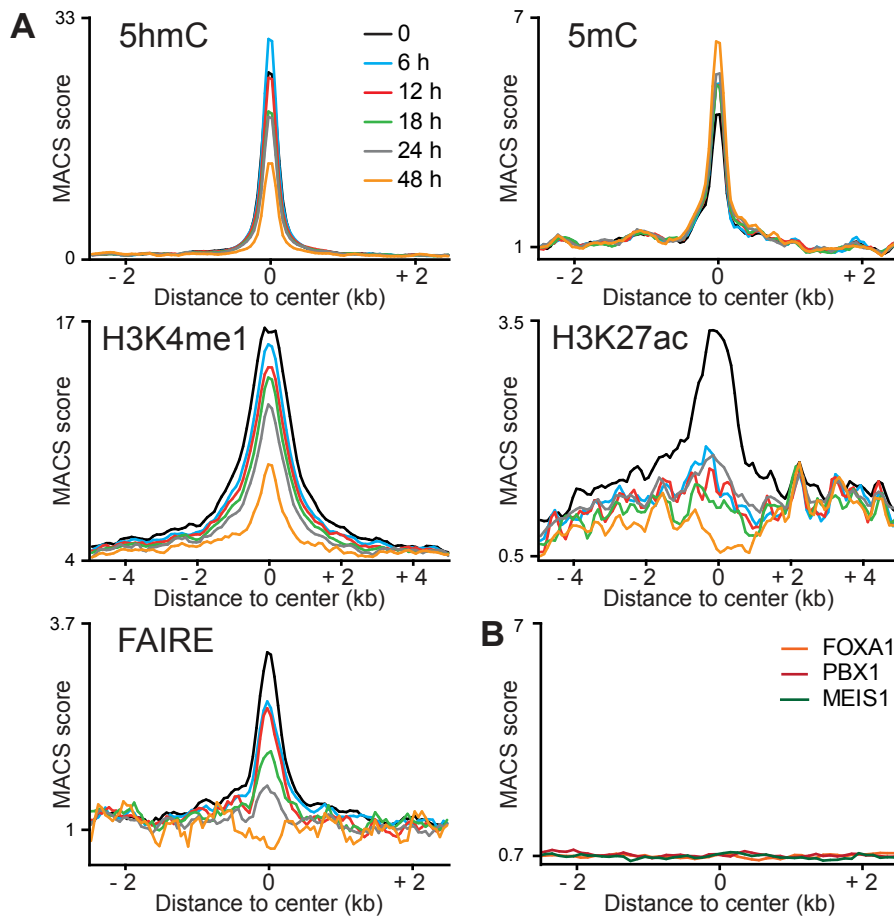 A
5hmC
33
MACS score
0
0
6 h
12 h
18 h
24 h
48 h
- 2
0
+ 2
Distance to center (kb)
5mC
7
MACS score
1
- 2
0
+ 2
Distance to center (kb)
H3K4me1
17
MACS score
4
- 4
- 2
0
+ 2
+ 4
Distance to center (kb)
H3K27ac
3.5
MACS score
0.5
- 4
- 2
0
+ 2
+ 4
Distance to center (kb)
FAIRE
3.7
MACS score
1
- 2
0
+ 2
Distance to center (kb)
B
7
MACS score
0.7
FOXA1
PBX1
MEIS1
- 2
0
+ 2
Distance to center (kb)